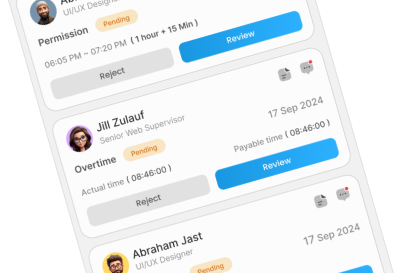 UI/UX Designer
Permission Pending
06:05 PM ~ 07:20 PM ( 1 hour + 15 Min )
Reject Review
Jill Zulauf
Senior Web Supervisor
17 Sep 2024
Overtime Pending
Actual time ( 08:46:00 ) Payable time ( 08:46:00 )
Reject Review
Abraham Jast
UI/UX Designer
17 Sep 2024
Pending